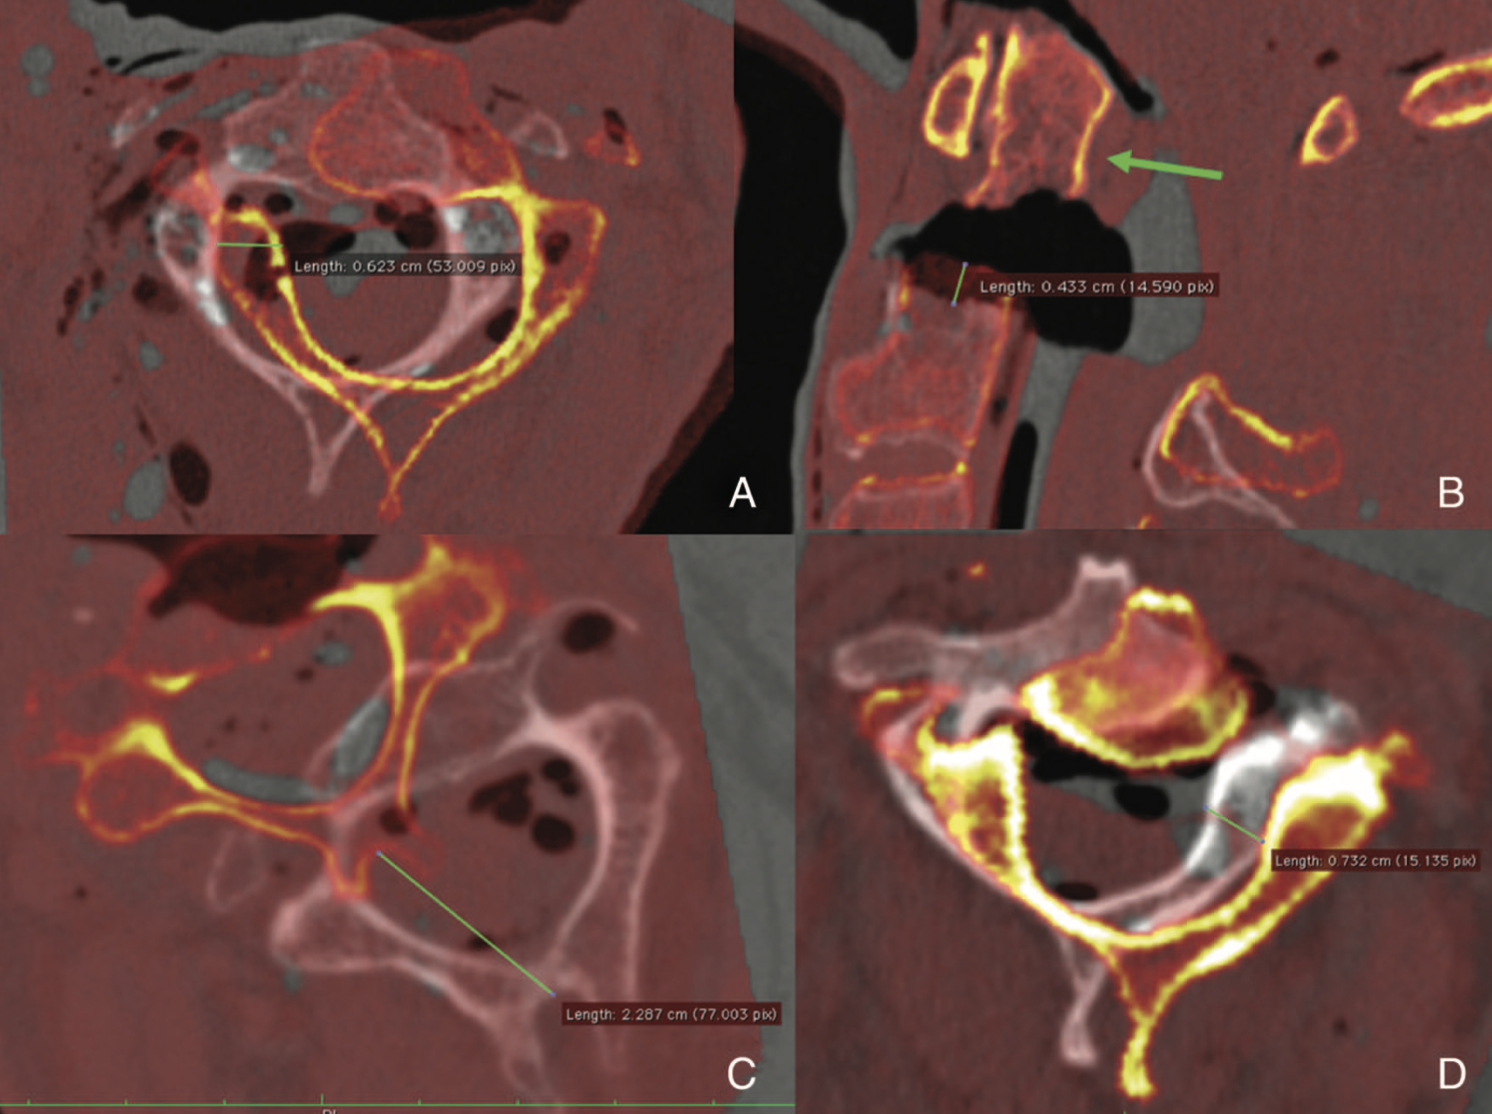 Length: 0.623 cm (53.009 pix)
A
Length: 0.433 cm (14.590 pix)
B
Length: 2.287 cm (77.003 pix)
C
Length: 0.732 cm (15.135 pix)
D